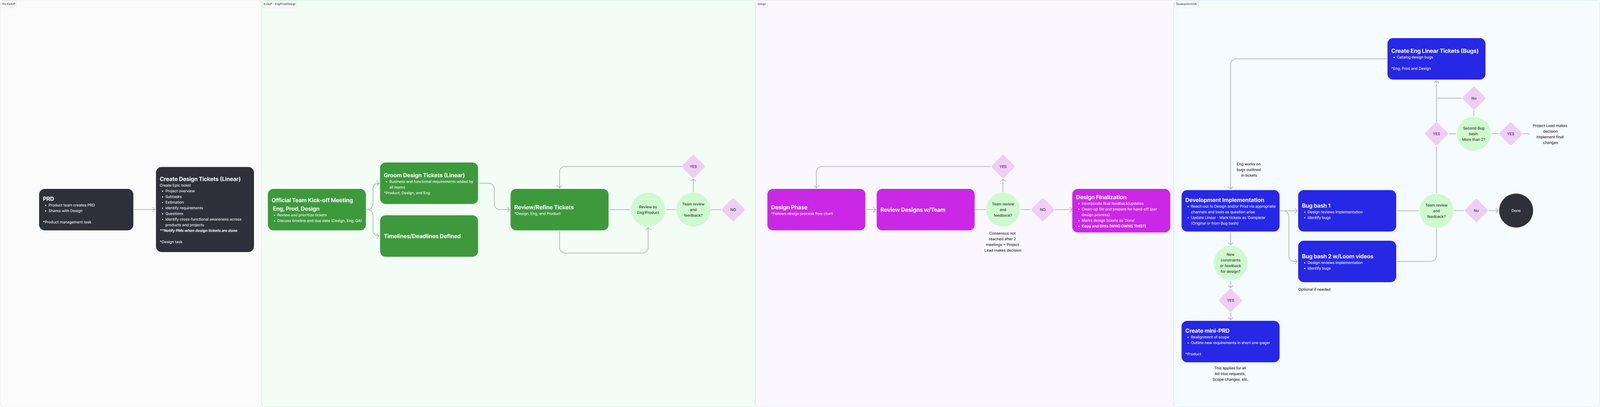 Pre-Kickoff
PRD
Product team creates PRD
Shares with Design
*Product management task
Create Design Tickets (Linear)
Create Epic ticket
Project overview
Subtasks
Estimation
Identify requirements
Questions
Identify cross-functional awareness across
products and projects
**Notify PMs when design tickets are done
*Design task
Kickoff - Eng/Prod/Design
Official Team Kick-off Meeting
Eng, Prod, Design
Review and prioritize tickets
Discuss timeline and due date (Design, Eng, QA)
Groom Design Tickets (Linear)
Business and functional requirements added by
all teams
*Product, Design, and Eng
Timelines/Deadlines Defined
Review/Refine Tickets
*Design, Eng, and Product
Review by
Eng/Product
Team review
and
feedback?
YES
NO
Design
Design Phase
*Follows design process flow chart
Review Designs w/Team
YES
Team review
and
feedback?
NO
Consensus not
reached after 2
meetings = Project
Lead makes decision
Design Finalization
Incorporate final feedback/updates
Clean-up file and prepare for hand-off (per
design process)
Marks design tickets as 'Done'
Copy and Ditto (WHO OWNS THIS?)
Development/QA
Create Eng Linear Tickets (Bugs)
Catalog design bugs
*Eng, Prod and Design
No
YES
Second Bug
bash:
More than 2?
YES
Project Lead makes
decision
Implement final
changes
Eng works on
bugs outlined
in tickets
Development Implementation
Reach out to Design and/or Prod via appropriate
channels and tools as question arise
Update Linear - Mark tickets as 'Complete'
(Original or from Bug bash)
Bug bash 1
Design reviews implementation
Identify bugs
Bug bash 2 w/Loom videos
Design reviews implementation
Identify bugs
Optional if needed
Team review
and
feedback?
No
Done
New
constraints
or feedback
for design?
YES
Create mini-PRD
Realignment of scope
Outline new requirements in short one-pager
*Product
This applies for all
Ad-Hoc requests,
Scope changes, etc.